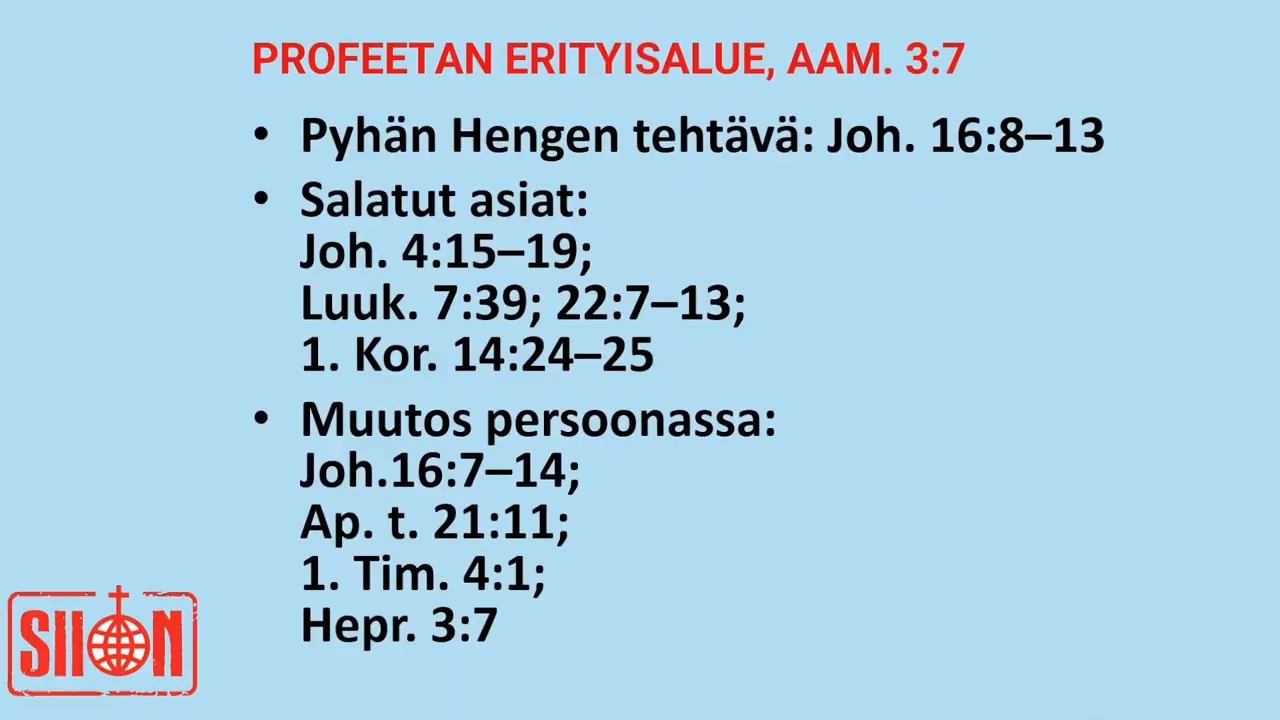 PROFEETAN ERITYISALUE, AAM. 3:7
• Pyhän Hengen tehtävä: Joh. 16:8–13
• Salatut asiat:
Joh. 4:15–19;
Luuk. 7:39; 22:7–13;
1. Kor. 14:24–25
• Muutos persoonassa:
Joh.16:7–14;
Ap. t. 21:11;
1. Tim. 4:1;
Hepr. 3:7
SIION